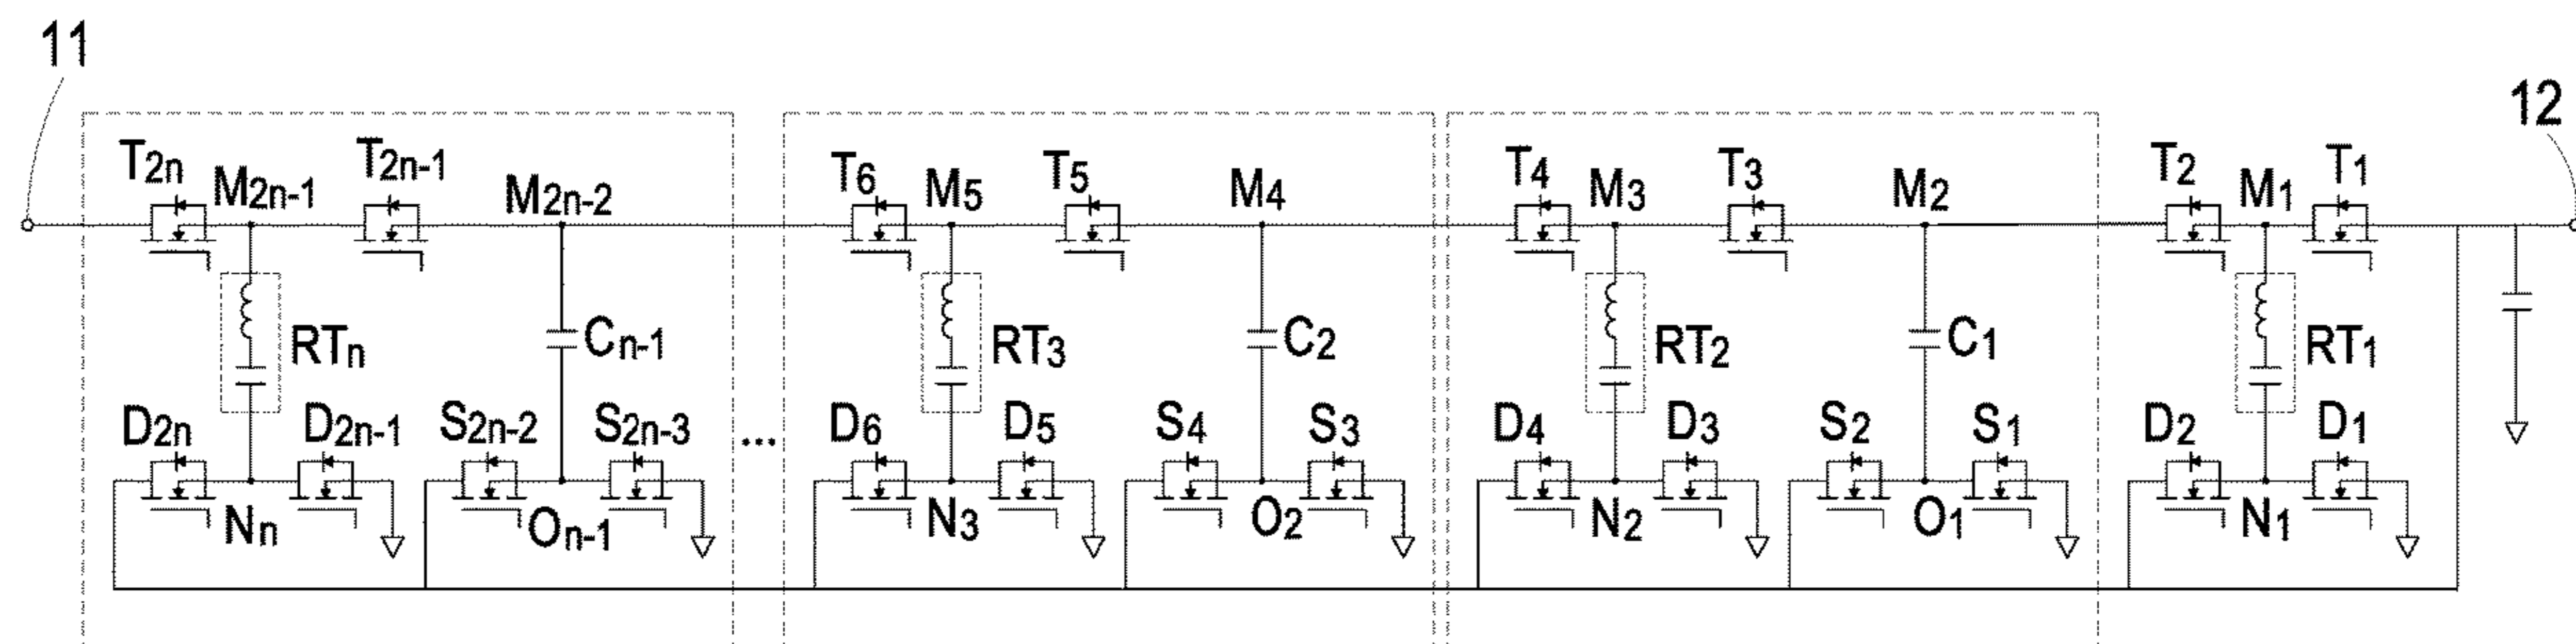 11
12
T2n M2n-1 T2n-1 M2n-2 T6 M5 T5 M4 T4 M3 T3 M2 T2 M1 T1
RTn Cn-1 RT3 C2 RT2 C1 RT1
D2n D2n-1 S2n-2 S2n-3 ... D6 D5 S4 S3 D4 D3 S2 S1 D2 D1
Nn On-1 N3 O2 N2 O1 N1